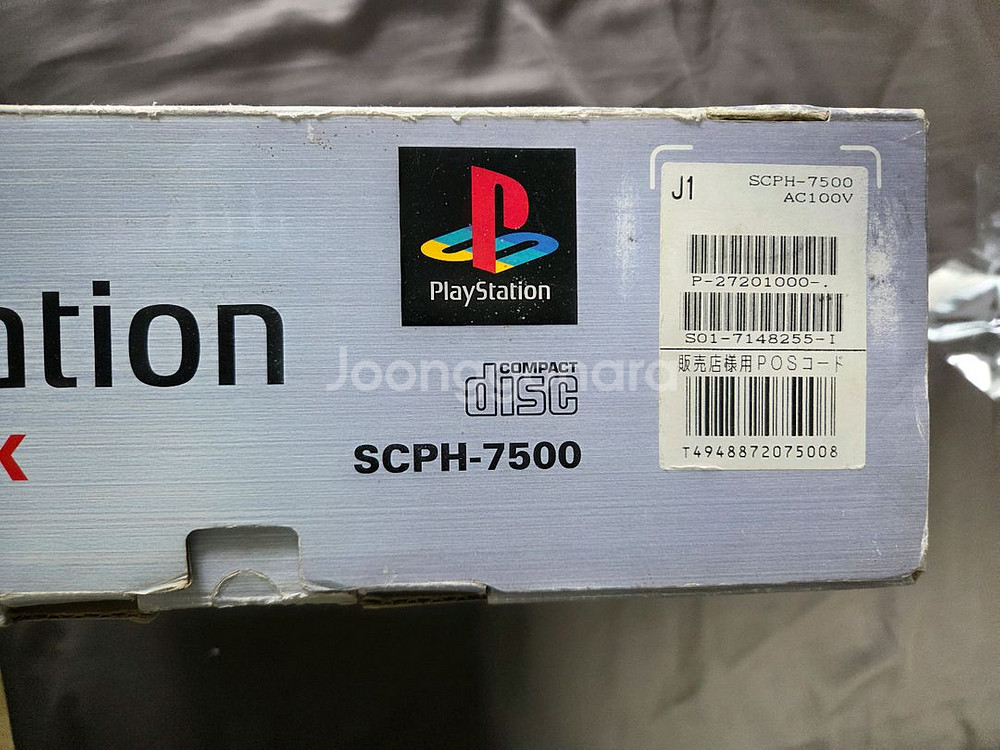 PlayStation
ation
COMPACT
disc
SCPH-7500
J1
SCPH-7500
AC100V
P-27201000-.
S01-7148255-I
販売店様用POSコード
T4948872075008